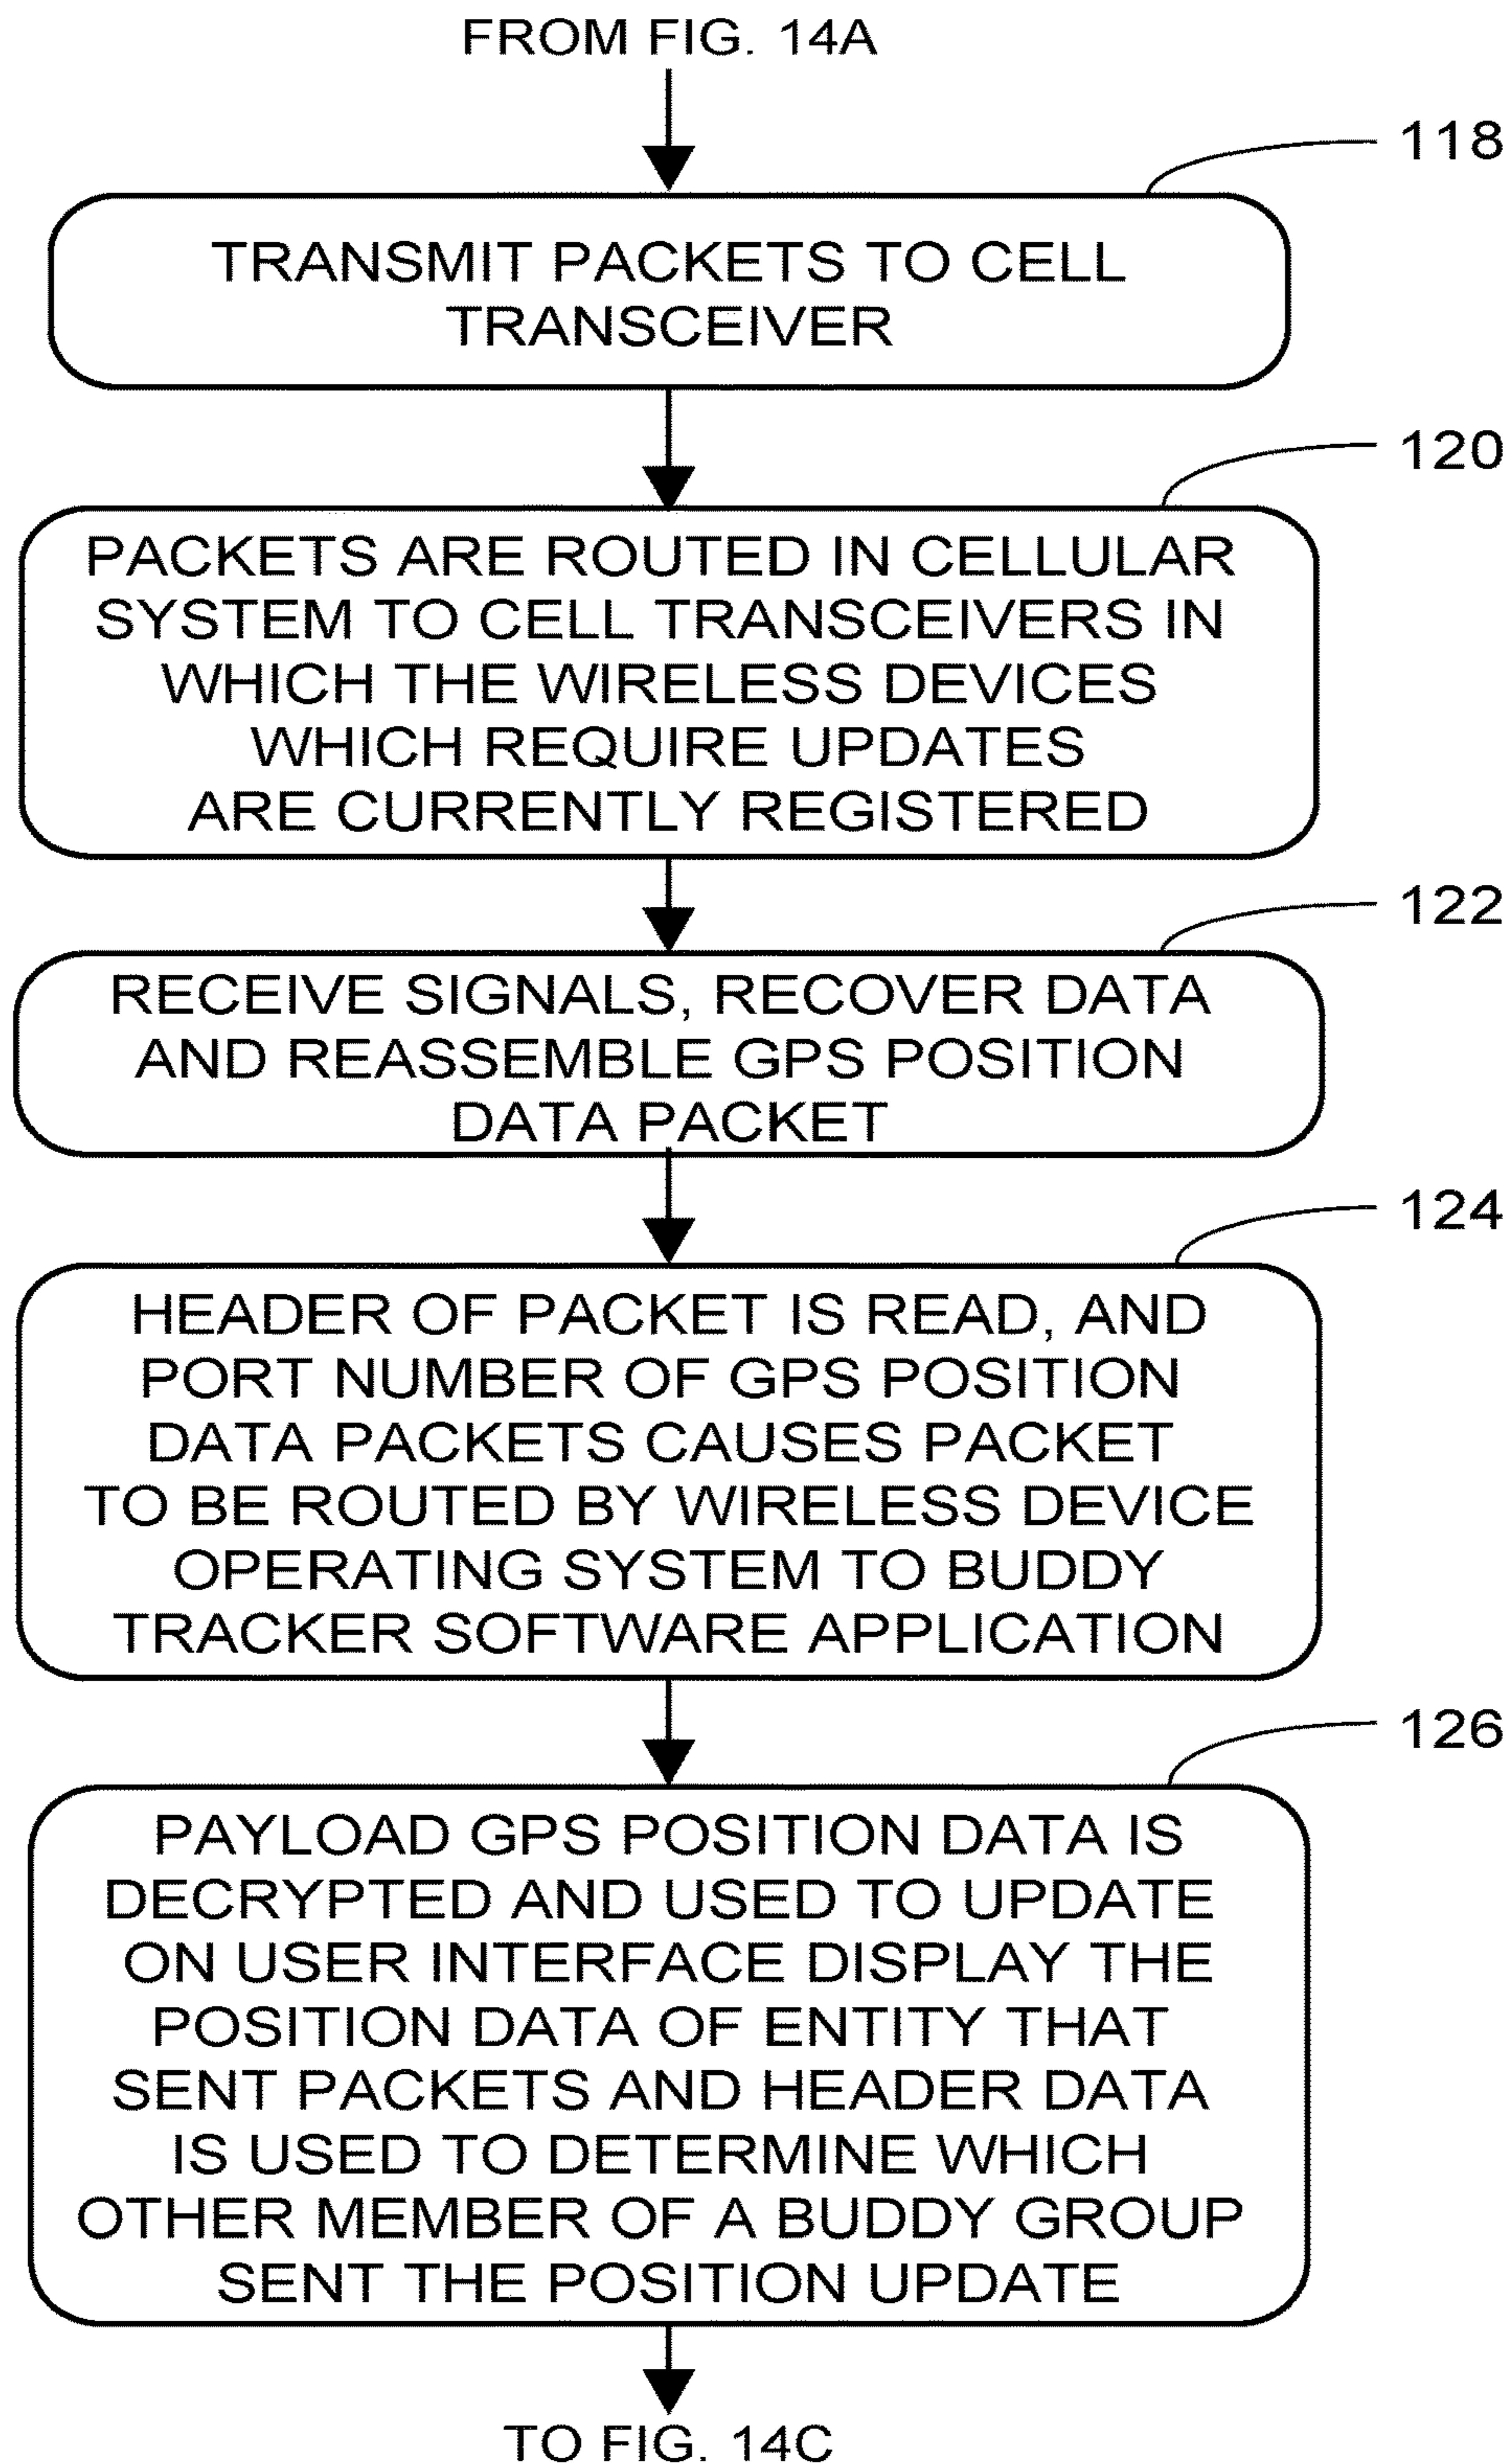 FROM FIG. 14A
118
TRANSMIT PACKETS TO CELL
TRANSCEIVER
120
PACKETS ARE ROUTED IN CELLULAR
SYSTEM TO CELL TRANSCEIVERS IN
WHICH THE WIRELESS DEVICES
WHICH REQUIRE UPDATES
ARE CURRENTLY REGISTERED
122
RECEIVE SIGNALS, RECOVER DATA
AND REASSEMBLE GPS POSITION
DATA PACKET
124
HEADER OF PACKET IS READ, AND
PORT NUMBER OF GPS POSITION
DATA PACKETS CAUSES PACKET
TO BE ROUTED BY WIRELESS DEVICE
OPERATING SYSTEM TO BUDDY
TRACKER SOFTWARE APPLICATION
126
PAYLOAD GPS POSITION DATA IS
DECRYPTED AND USED TO UPDATE
ON USER INTERFACE DISPLAY THE
POSITION DATA OF ENTITY THAT
SENT PACKETS AND HEADER DATA
IS USED TO DETERMINE WHICH
OTHER MEMBER OF A BUDDY GROUP
SENT THE POSITION UPDATE
TO FIG. 14C